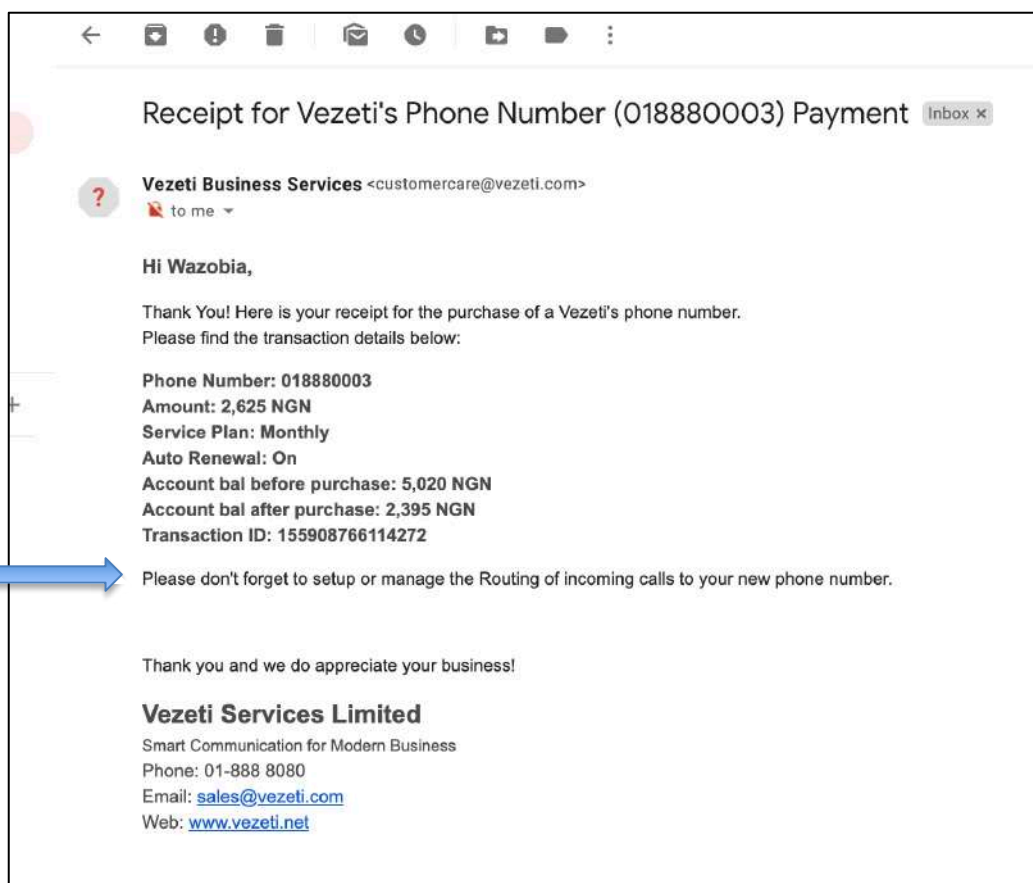 Receipt for Vezeti's Phone Number (018880003) Payment Inbox ×
Vezeti Business Services <customercare@vezeti.com>
? to me
Hi Wazobia,
Thank You! Here is your receipt for the purchase of a Vezeti's phone number.
Please find the transaction details below:
Phone Number: 018880003
Amount: 2,625 NGN
Service Plan: Monthly
Auto Renewal: On
Account bal before purchase: 5,020 NGN
Account bal after purchase: 2,395 NGN
Transaction ID: 155908766114272
Please don't forget to setup or manage the Routing of incoming calls to your new phone number.
Thank you and we do appreciate your business!
Vezeti Services Limited
Smart Communication for Modern Business
Phone: 01-888 8080
Email: sales@vezeti.com
Web: www.vezeti.net